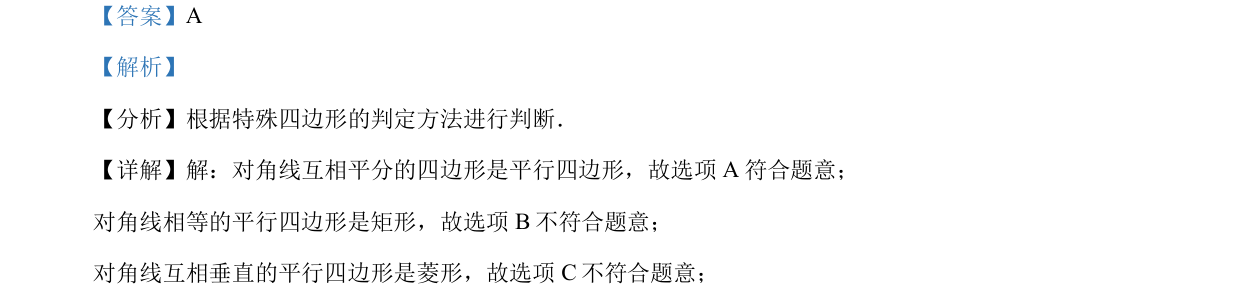 【答案】A
【解析】
【分析】根据特殊四边形的判定方法进行判断．
【详解】解：对角线互相平分的四边形是平行四边形，故选项 A 符合题意；
对角线相等的平行四边形是矩形，故选项 B 不符合题意；
对角线互相垂直的平行四边形是菱形，故选项 C 不符合题意；